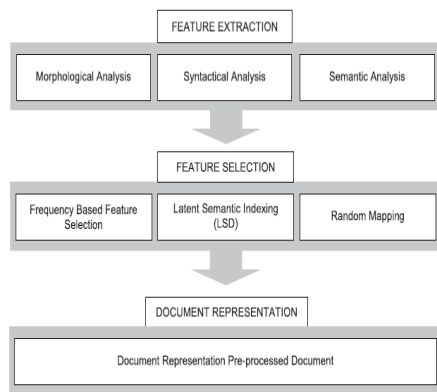 FEATURE EXTRACTION
Morphological Analysis
Syntactical Analysis
Semantic Analysis
FEATURE SELECTION
Frequency Based Feature
Selection
Latent Semantic Indexing
(LSD)
Random Mapping
DOCUMENT REPRESENTATION
Document Representation Pre-processed Document